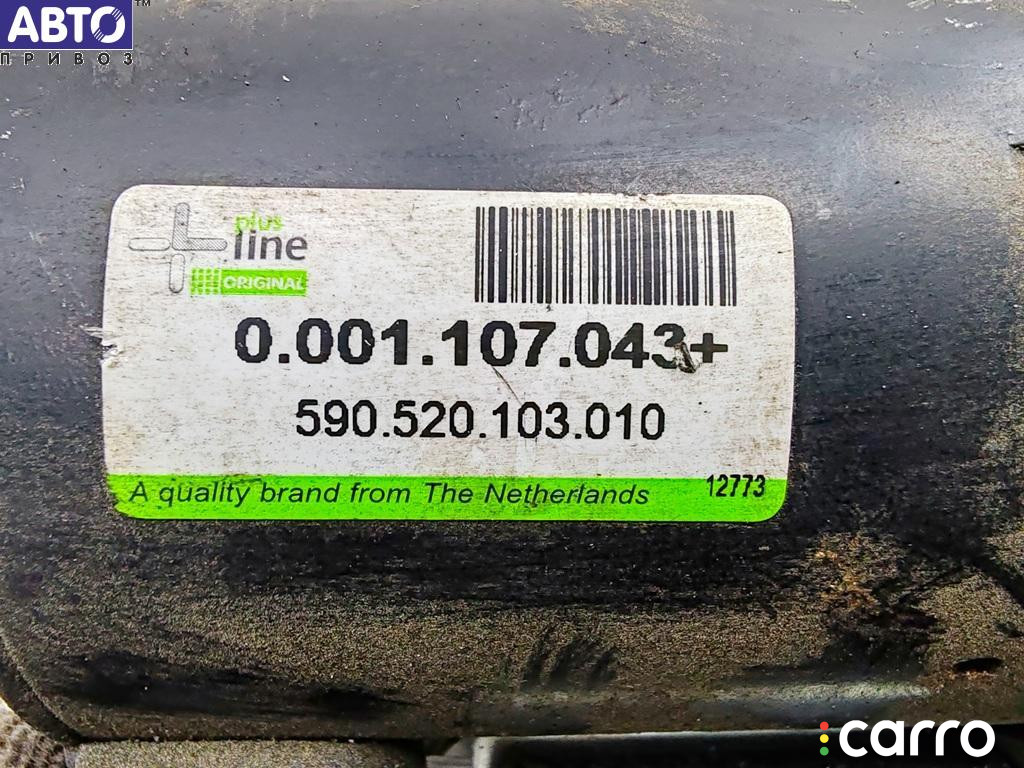 АВТО™
ПРИВОЗ
plus
line
ORIGINAL
0.001.107.043+
590.520.103.010
A quality brand from The Netherlands 12773
carro